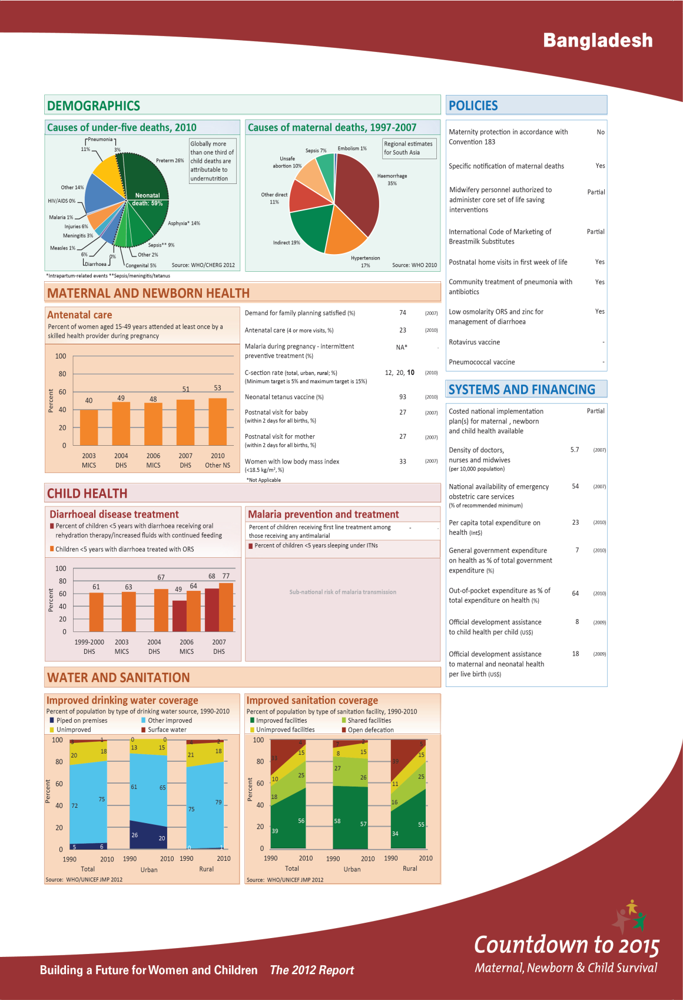 Bangladesh
DEMOGRAPHICS
Causes of under-five deaths, 2010
Pneumonia
11%
3%
Preterm 26%
Globally more
than one third of
child deaths are
attributable to
undernutrition
Other 14%
HIV/AIDS 0%
Malaria 1%
Injuries 6%
Meningitis 3%
Measles 1%
6%
Diarrhoea
0%
Neonatal
death: 59%
Asphyxia* 14%
Sepsis** 9%
Other 2%
Congenital 5%
Source: WHO/CHERG 2012
*Intrapartum-related events **Sepsis/meningitis/tetanus
Causes of maternal deaths, 1997-2007
Regional estimates
for South Asia
Sepsis 7%
Embolism 1%
Unsafe
abortion 10%
Haemorrhage
35%
Other direct
11%
Indirect 19%
Hypertension
17%
Source: WHO 2010
MATERNAL AND NEWBORN HEALTH
Antenatal care
Percent of women aged 15-49 years attended at least once by a
skilled health provider during pregnancy
Percent
100
80
60
40
20
0
40
49
48
51
53
2003 2004 2006 2007 2010
MICS DHS MICS DHS Other NS
Demand for family planning satisfied (%) 74 (2007)
Antenatal care (4 or more visits, %) 23 (2010)
Malaria during pregnancy - intermittent NA* -
preventive treatment (%)
C-section rate (total, urban, rural; %) 12, 20, 10 (2010)
(Minimum target is 5% and maximum target is 15%)
Neonatal tetanus vaccine (%) 93 (2010)
Postnatal visit for baby 27 (2007)
(within 2 days for all births, %)
Postnatal visit for mother 27 (2007)
(within 2 days for all births, %)
Women with low body mass index 33 (2007)
(<18.5 kg/m², %)
*Not Applicable
CHILD HEALTH
Diarrhoeal disease treatment
Percent of children <5 years with diarrhoea receiving oral
rehydration therapy/increased fluids with continued feeding
Children <5 years with diarrhoea treated with ORS
Percent
100
80
60
40
20
0
61
63
67
49 64
68 77
1999-2000 2003 2004 2006 2007
DHS MICS DHS MICS DHS
Malaria prevention and treatment
Percent of children receiving first line treatment among - -
those receiving any antimalarial
Percent of children <5 years sleeping under ITNs
Sub-national risk of malaria transmission
WATER AND SANITATION
Improved drinking water coverage
Percent of population by type of drinking water source, 1990-2010
Piped on premises Other improved
Unimproved Surface water
Percent
100
80
60
40
20
0
3 1
20 18
72 75
5 6
0 0
13 15
61 65
26 20
4 2
21 18
75 79
0 1
1990 2010 1990 2010 1990 2010
Total Urban Rural
Source: WHO/UNICEF JMP 2012
Improved sanitation coverage
Percent of population by type of sanitation facility, 1990-2010
Improved facilities Shared facilities
Unimproved facilities Open defecation
Percent
100
80
60
40
20
0
33 4
10 15
18 25
39 56
7 2
8 15
27 26
58 57
39 5
11 15
16 25
34 55
1990 2010 1990 2010 1990 2010
Total Urban Rural
Source: WHO/UNICEF JMP 2012
POLICIES
Maternity protection in accordance with No
Convention 183
Specific notification of maternal deaths Yes
Midwifery personnel authorized to Partial
administer core set of life saving
interventions
International Code of Marketing of Partial
Breastmilk Substitutes
Postnatal home visits in first week of life Yes
Community treatment of pneumonia with Yes
antibiotics
Low osmolarity ORS and zinc for Yes
management of diarrhoea
Rotavirus vaccine -
Pneumococcal vaccine -
SYSTEMS AND FINANCING
Costed national implementation Partial
plan(s) for maternal , newborn
and child health available
Density of doctors, 5.7 (2007)
nurses and midwives
(per 10,000 population)
National availability of emergency 54 (2007)
obstetric care services
(% of recommended minimum)
Per capita total expenditure on 23 (2010)
health (Int$)
General government expenditure 7 (2010)
on health as % of total government
expenditure (%)
Out-of-pocket expenditure as % of 64 (2010)
total expenditure on health (%)
Official development assistance 8 (2009)
to child health per child (US$)
Official development assistance 18 (2009)
to maternal and neonatal health
per live birth (US$)
Countdown to 2015
Maternal, Newborn & Child Survival
Building a Future for Women and Children The 2012 Report